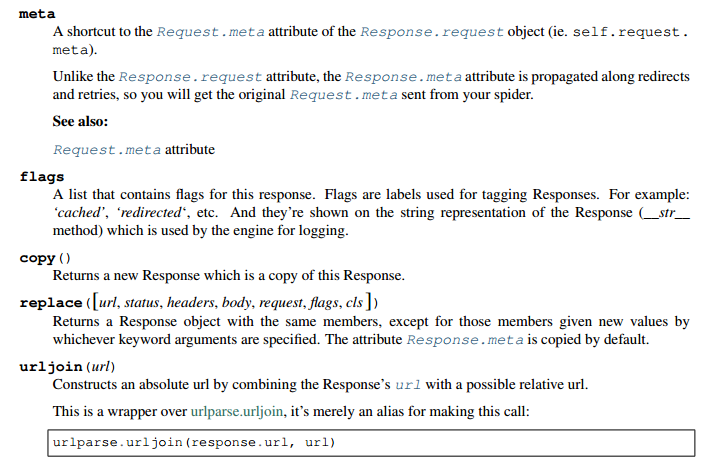 meta
A shortcut to the Request.meta attribute of the Response.request object (ie. self.request.
meta).
Unlike the Response.request attribute, the Response.meta attribute is propagated along redirects
and retries, so you will get the original Request.meta sent from your spider.
See also:
Request.meta attribute
flags
A list that contains flags for this response. Flags are labels used for tagging Responses. For example:
‘cached’, ‘redirected‘, etc. And they’re shown on the string representation of the Response (__str__
method) which is used by the engine for logging.
copy()
Returns a new Response which is a copy of this Response.
replace([url, status, headers, body, request, flags, cls])
Returns a Response object with the same members, except for those members given new values by
whichever keyword arguments are specified. The attribute Response.meta is copied by default.
urljoin(url)
Constructs an absolute url by combining the Response’s url with a possible relative url.
This is a wrapper over urlparse.urljoin, it’s merely an alias for making this call:
urlparse.urljoin(response.url, url)